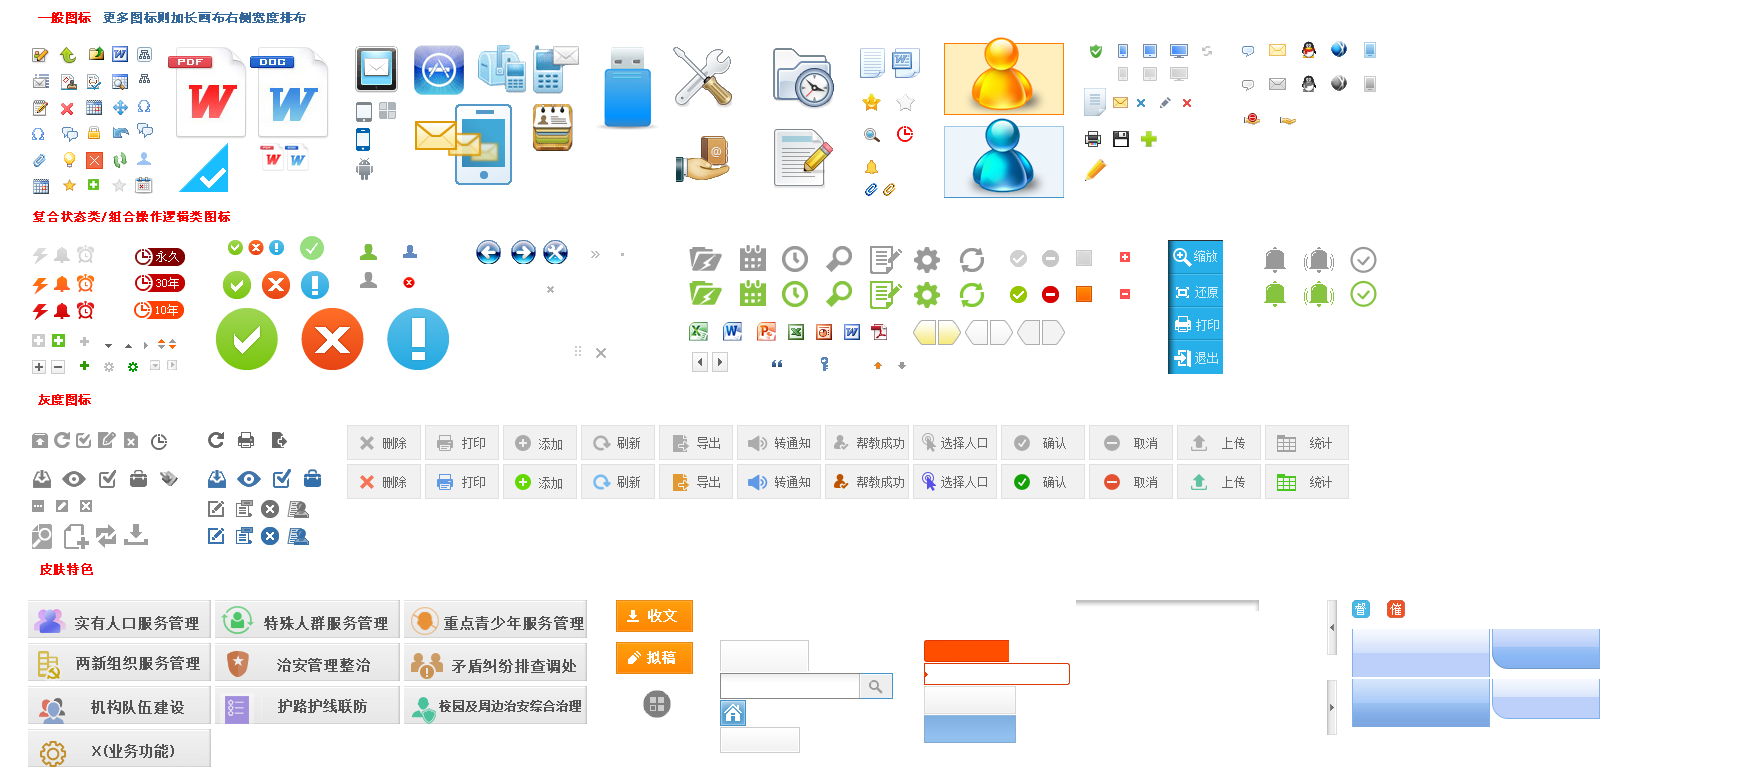 一般图标 更多图标则加长画布右侧宽度排布
PDF
DOC
W
W
W W
复合状态类/组合操作逻辑类图标
永久
30年
10年
缩放
还原
打印
退出
灰度图标
删除 打印 添加 刷新 导出 转通知 帮教成功 选择人口 确认 取消 上传 统计
删除 打印 添加 刷新 导出 转通知 帮教成功 选择人口 确认 取消 上传 统计
皮肤特色
实有人口服务管理 特殊人群服务管理 重点青少年服务管理
两新组织服务管理 治安管理整治 矛盾纠纷排查调处
机构队伍建设 护路护线联防 校园及周边治安综合治理
X(业务功能)
收文
拟稿
督 催